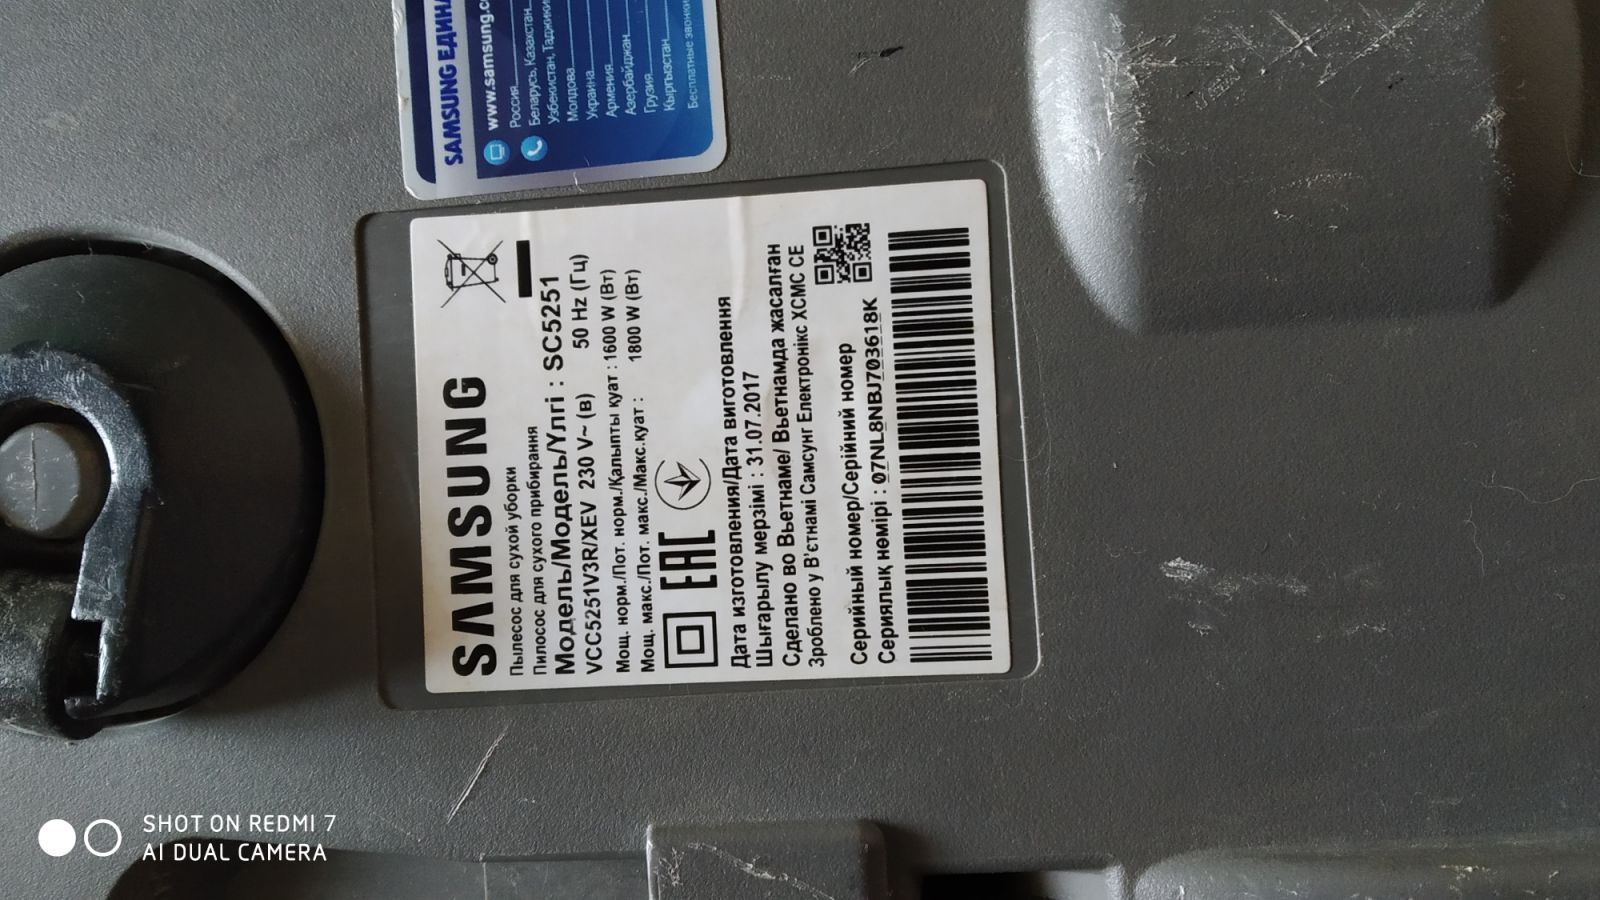 SAMSUNG ЕДИНА
www.samsung.co
Россия
Беларусь, Казахстан
Узбекистан, Таджики
Молдова
Украина
Армения
Азербайджан
Грузия
Кыргызстан
Бесплатные звонки
SAMSUNG
Пылесос для сухой уборки
Пилосос для сухого прибирання
Модель/Модель/Үлгі : SC5251
VCC5251V3R/XEV 230 V~ (В) 50 Hz (Гц)
Мощ. норм./Пот. норм./Қалыпты қуат : 1600 W (Вт)
Мощ. макс./Пот. макс./Макс.қуат : 1800 W (Вт)
EAC
Дата изготовления/Дата виготовлення
Шығарылу мерзімі : 31.07.2017
Сделано во Вьетнаме/ Вьетнамда жасалған
Зроблено у В'єтнамі Самсунг Електронікс ХСМС СЕ
Серийный номер/Серійний номер
Сериялық нөмірі : 07NL8NBJ703618K
SHOT ON REDMI 7
AI DUAL CAMERA